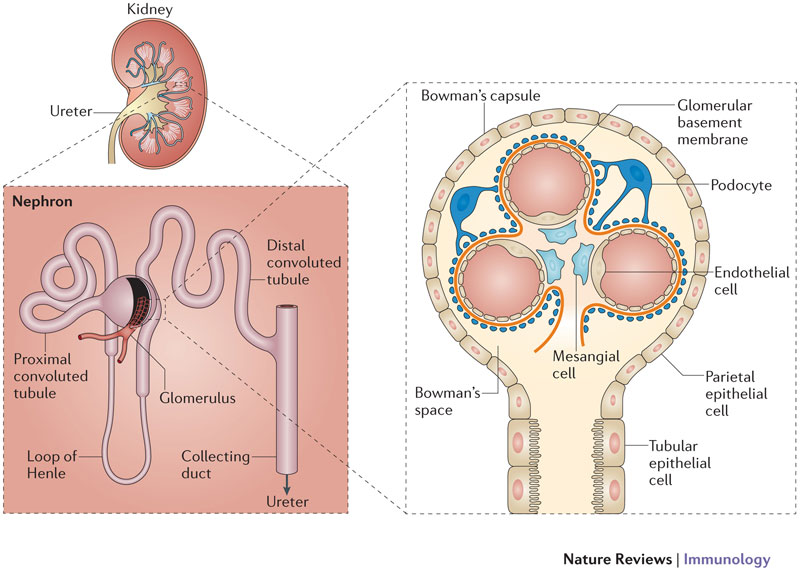 Kidney
Ureter
Nephron
Distal
convoluted
tubule
Proximal
convoluted
tubule
Glomerulus
Loop of
Henle
Collecting
duct
Ureter
Bowman's capsule
Glomerular
basement
membrane
Podocyte
Endothelial
cell
Mesangial
cell
Bowman's
space
Parietal
epithelial
cell
Tubular
epithelial
cell
Nature Reviews | Immunology